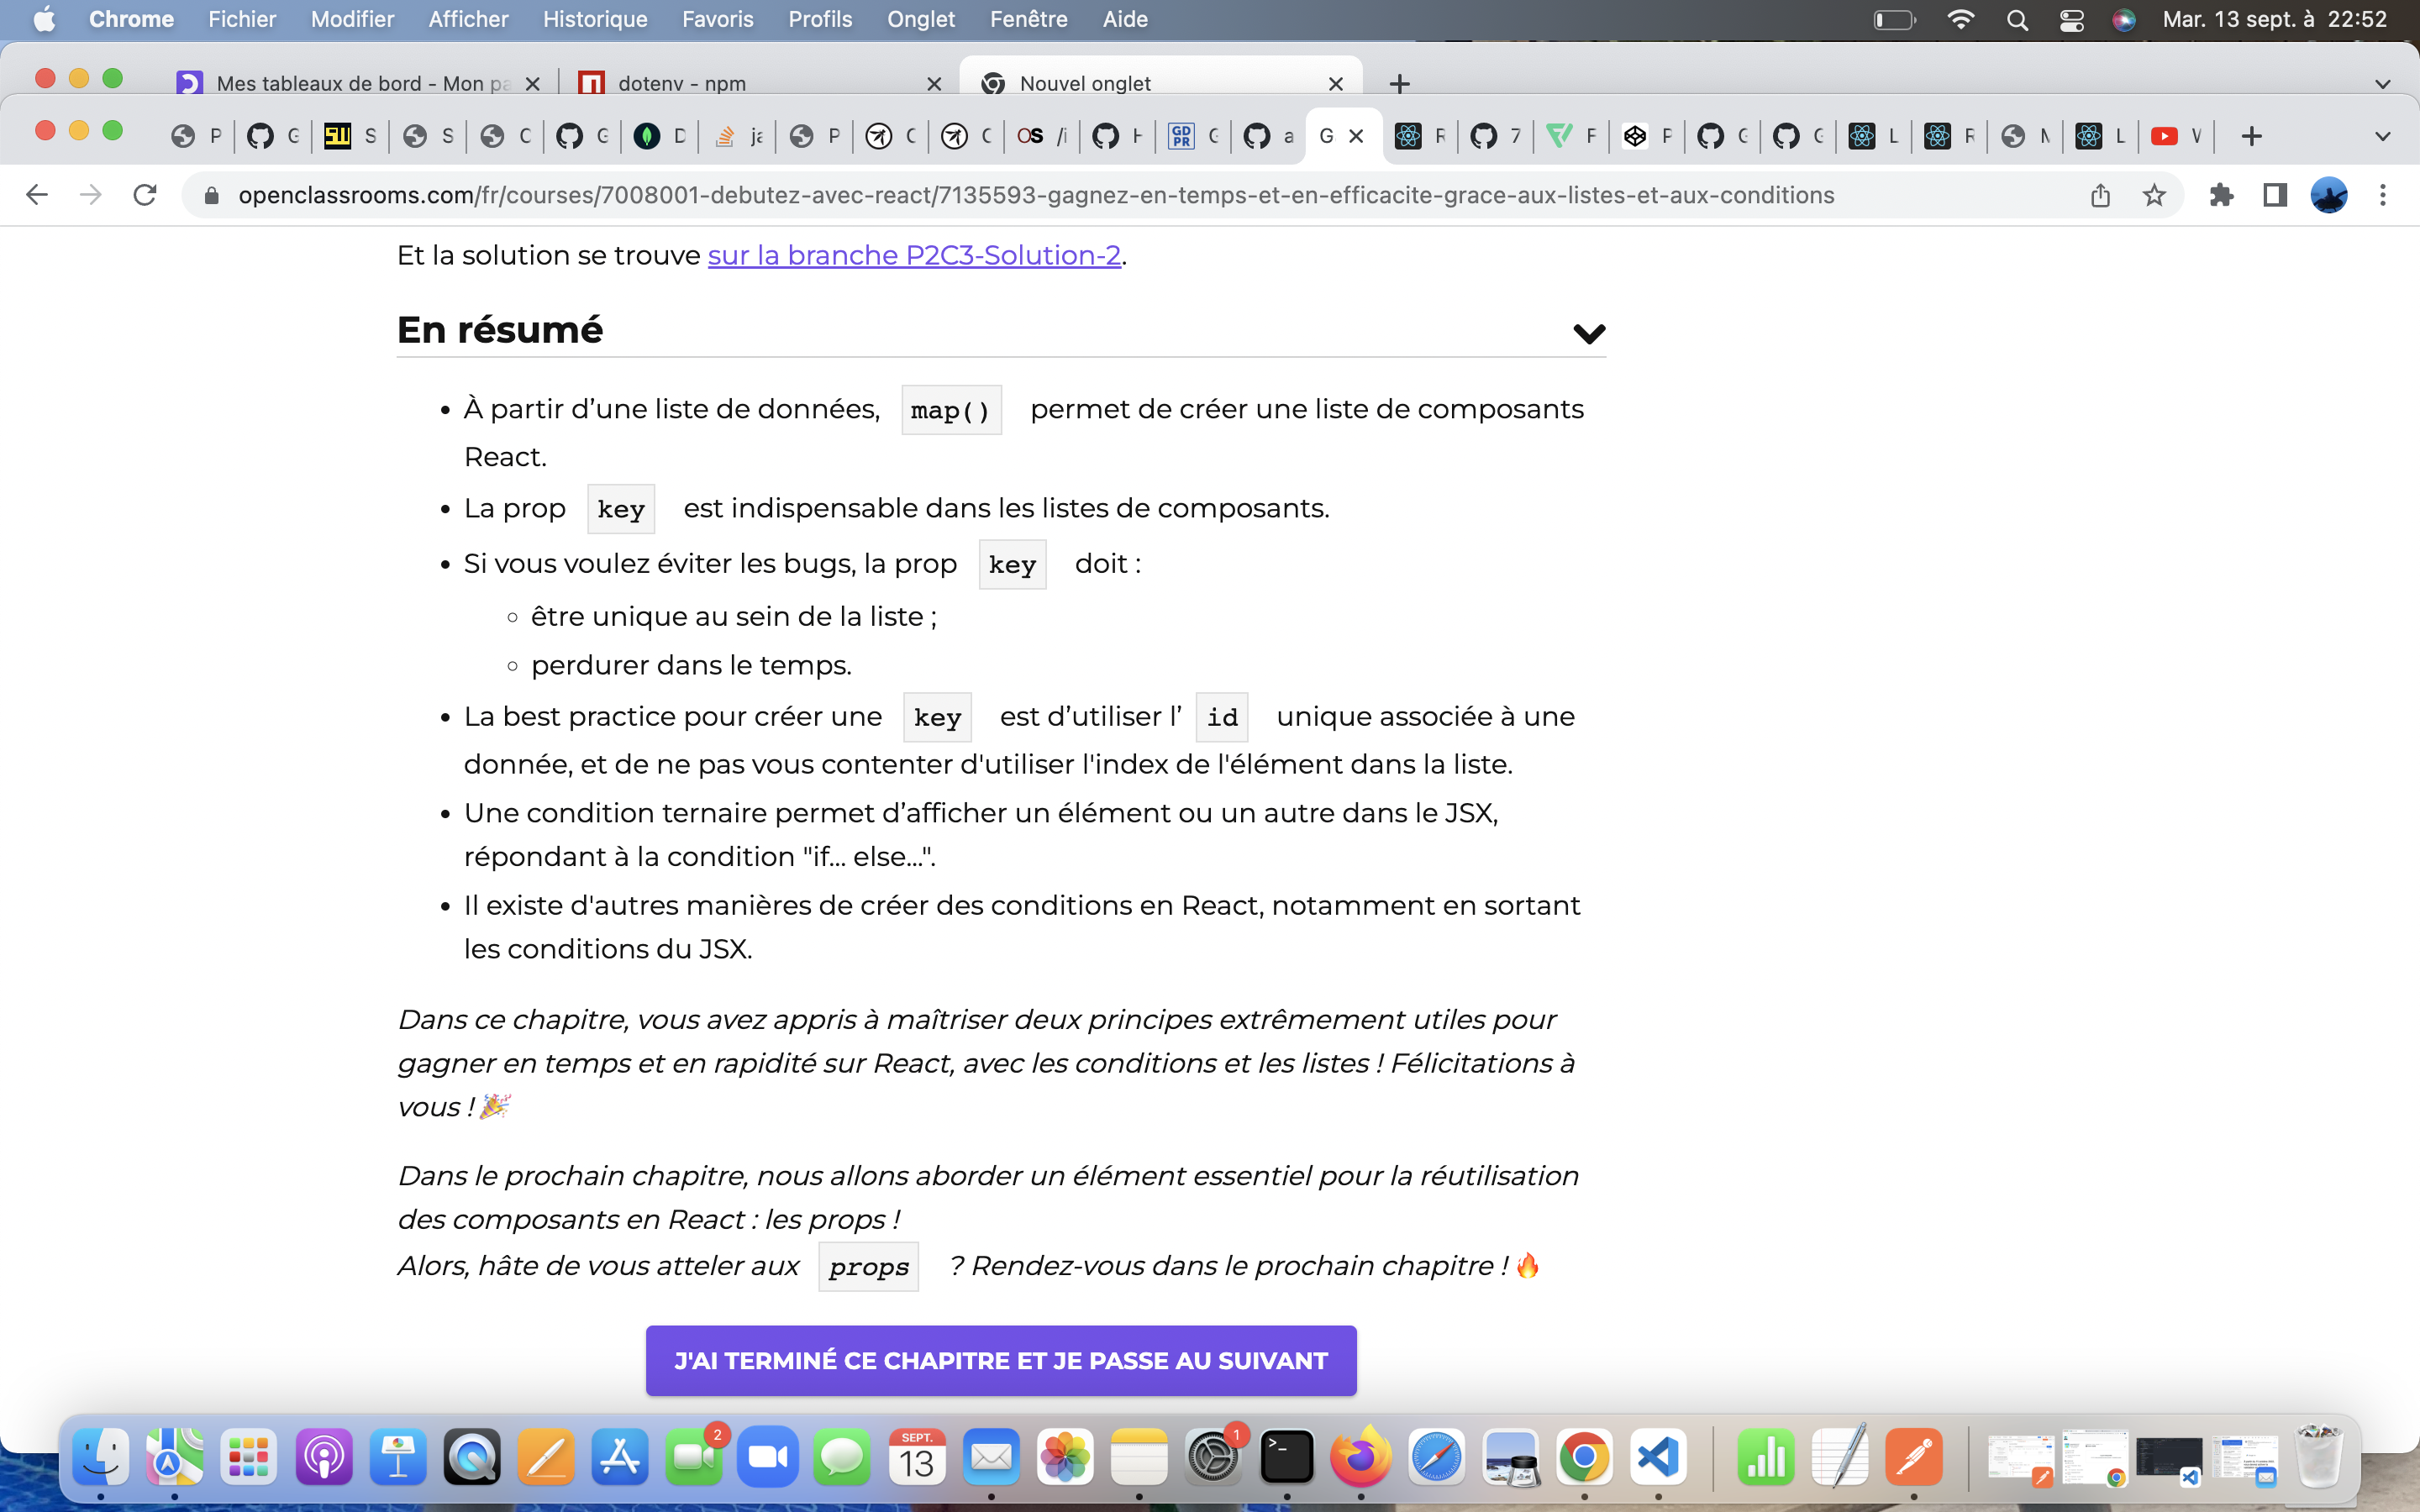 Chrome Fichier Modifier Afficher Historique Favoris Profils Onglet Fenêtre Aide Mar. 13 sept. à 22:52
Mes tableaux de bord - Mon pa dotenv - npm Nouvel onglet
P G SU S S C G D ja P C C OS /i H GDPR G a G R 7 F P G G L R M L V
openclassrooms.com/fr/courses/7008001-debutez-avec-react/7135593-gagnez-en-temps-et-en-efficacite-grace-aux-listes-et-aux-conditions
Et la solution se trouve sur la branche P2C3-Solution-2.
En résumé
• À partir d’une liste de données, map() permet de créer une liste de composants
React.
• La prop key est indispensable dans les listes de composants.
• Si vous voulez éviter les bugs, la prop key doit :
◦ être unique au sein de la liste ;
◦ perdurer dans le temps.
• La best practice pour créer une key est d’utiliser l’ id unique associée à une
donnée, et de ne pas vous contenter d'utiliser l'index de l'élément dans la liste.
• Une condition ternaire permet d’afficher un élément ou un autre dans le JSX,
répondant à la condition "if... else...".
• Il existe d'autres manières de créer des conditions en React, notamment en sortant
les conditions du JSX.
Dans ce chapitre, vous avez appris à maîtriser deux principes extrêmement utiles pour
gagner en temps et en rapidité sur React, avec les conditions et les listes ! Félicitations à
vous ! 🎉
Dans le prochain chapitre, nous allons aborder un élément essentiel pour la réutilisation
des composants en React : les props !
Alors, hâte de vous atteler aux props ? Rendez-vous dans le prochain chapitre ! 🔥
J'AI TERMINÉ CE CHAPITRE ET JE PASSE AU SUIVANT
2 SEPT. 13 1